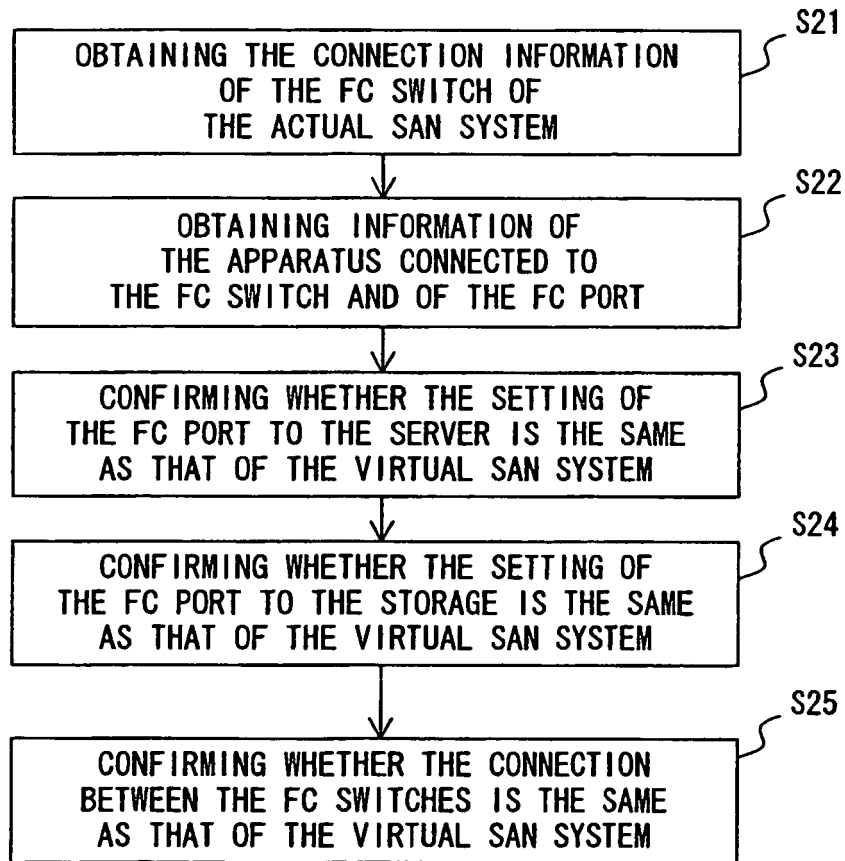 S21
OBTAINING THE CONNECTION INFORMATION
OF THE FC SWITCH OF
THE ACTUAL SAN SYSTEM
S22
OBTAINING INFORMATION OF
THE APPARATUS CONNECTED TO
THE FC SWITCH AND OF THE FC PORT
S23
CONFIRMING WHETHER THE SETTING OF
THE FC PORT TO THE SERVER IS THE SAME
AS THAT OF THE VIRTUAL SAN SYSTEM
S24
CONFIRMING WHETHER THE SETTING OF
THE FC PORT TO THE STORAGE IS THE SAME
AS THAT OF THE VIRTUAL SAN SYSTEM
S25
CONFIRMING WHETHER THE CONNECTION
BETWEEN THE FC SWITCHES IS THE SAME
AS THAT OF THE VIRTUAL SAN SYSTEM